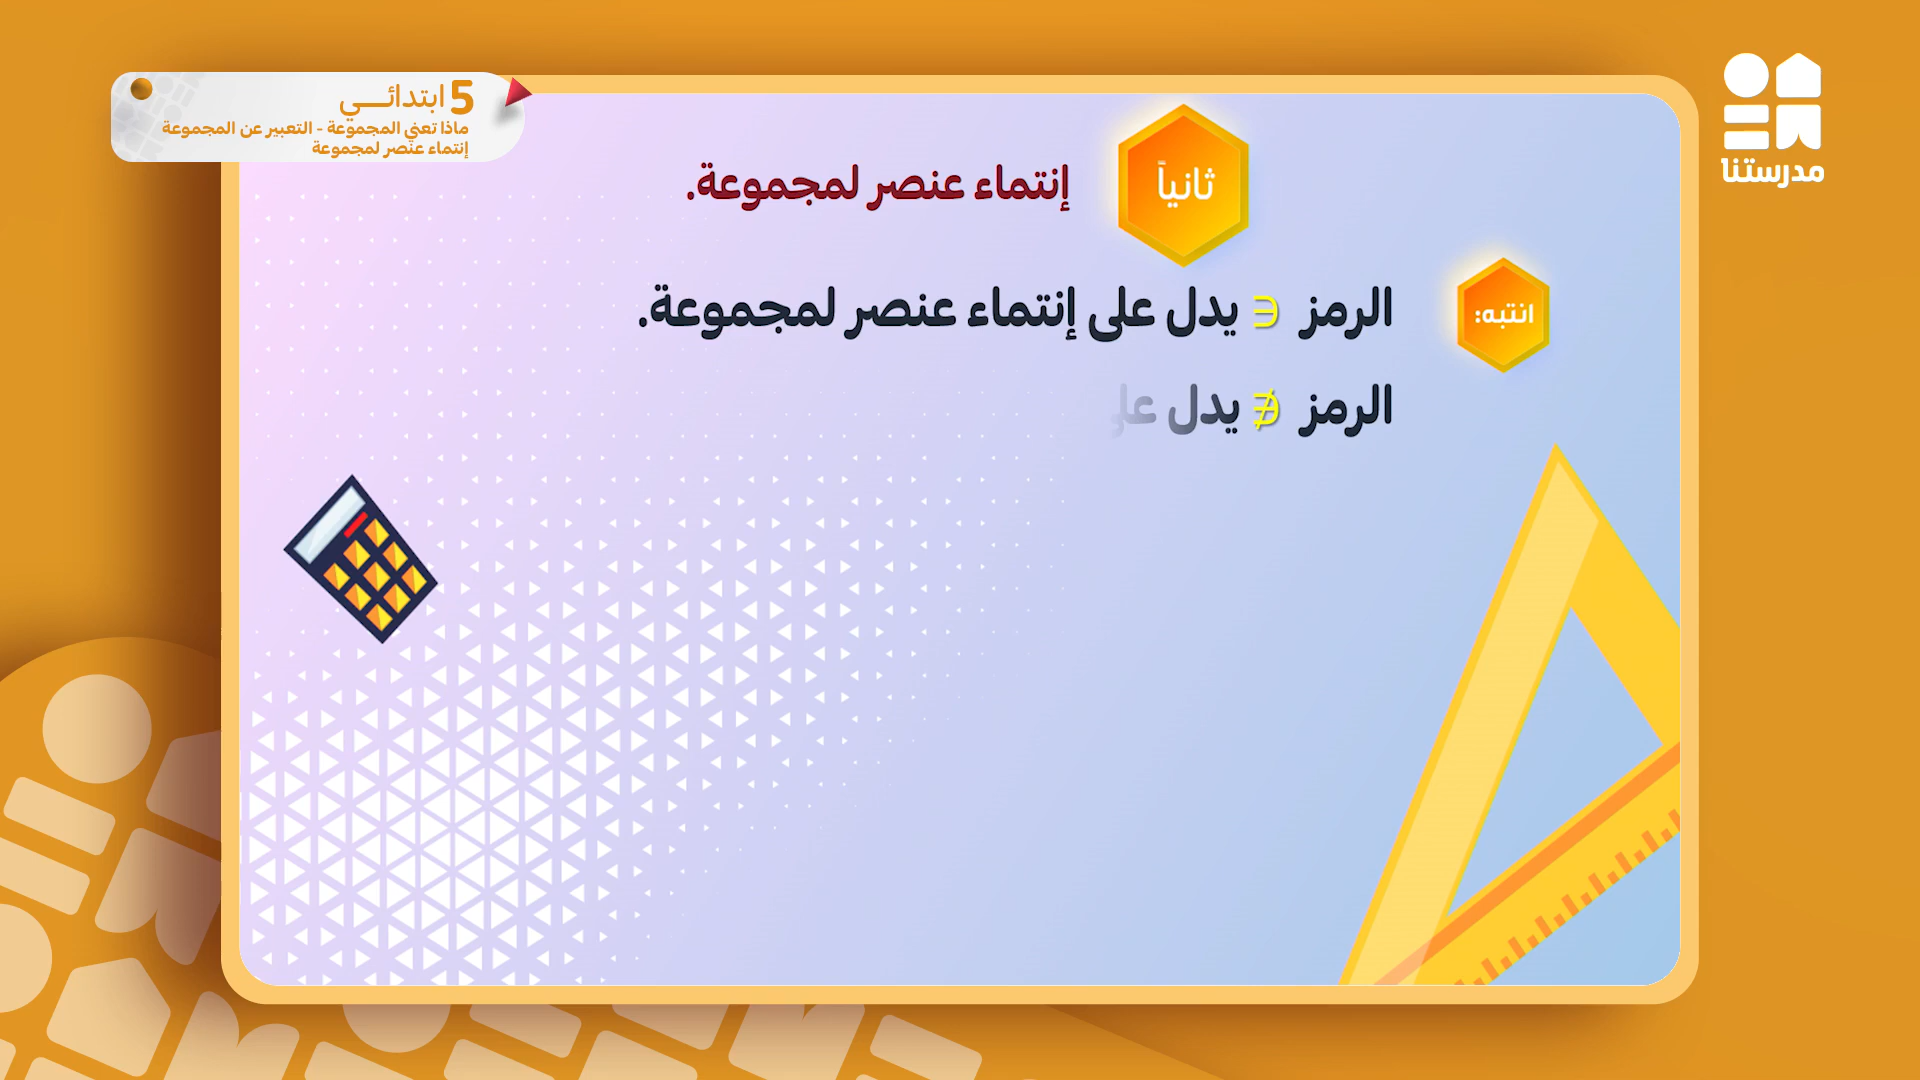 5 ابتدائـــي
ماذا تعني المجموعة - التعبير عن المجموعة
إنتماء عنصر لمجموعة
مدرستنا
ثانياً
إنتماء عنصر لمجموعة.
انتبه:
الرمز ∋ يدل على إنتماء عنصر لمجموعة.
الرمز ∌ يدل على